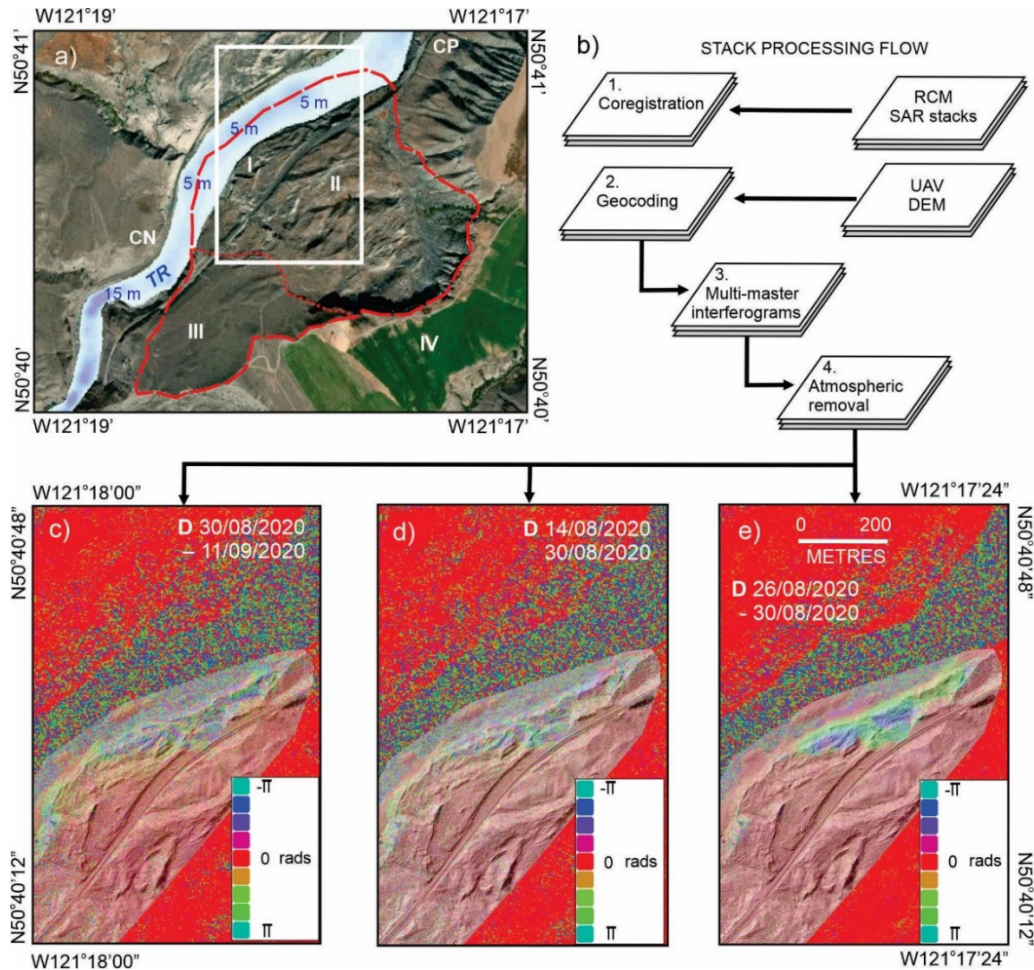 W121°19'
W121°17'
N50°41'
a)
CP
5 m
5 m
I
II
5 m
CN
TR
15 m
III
IV
N50°41'
N50°40'
N50°40'
W121°19'
W121°17'
b)
STACK PROCESSING FLOW
1.
Coregistration
RCM
SAR stacks
2.
Geocoding
UAV
DEM
3.
Multi-master
interferograms
4.
Atmospheric
removal
W121°18'00"
W121°17'24"
N50°40'48"
c)
D 30/08/2020
– 11/09/2020
-π
0 rads
π
N50°40'12"
W121°18'00"
d)
D 14/08/2020
30/08/2020
-π
0 rads
π
e)
0 200
METRES
D 26/08/2020
- 30/08/2020
-π
0 rads
π
N50°40'48"
N50°40'12"
W121°17'24"